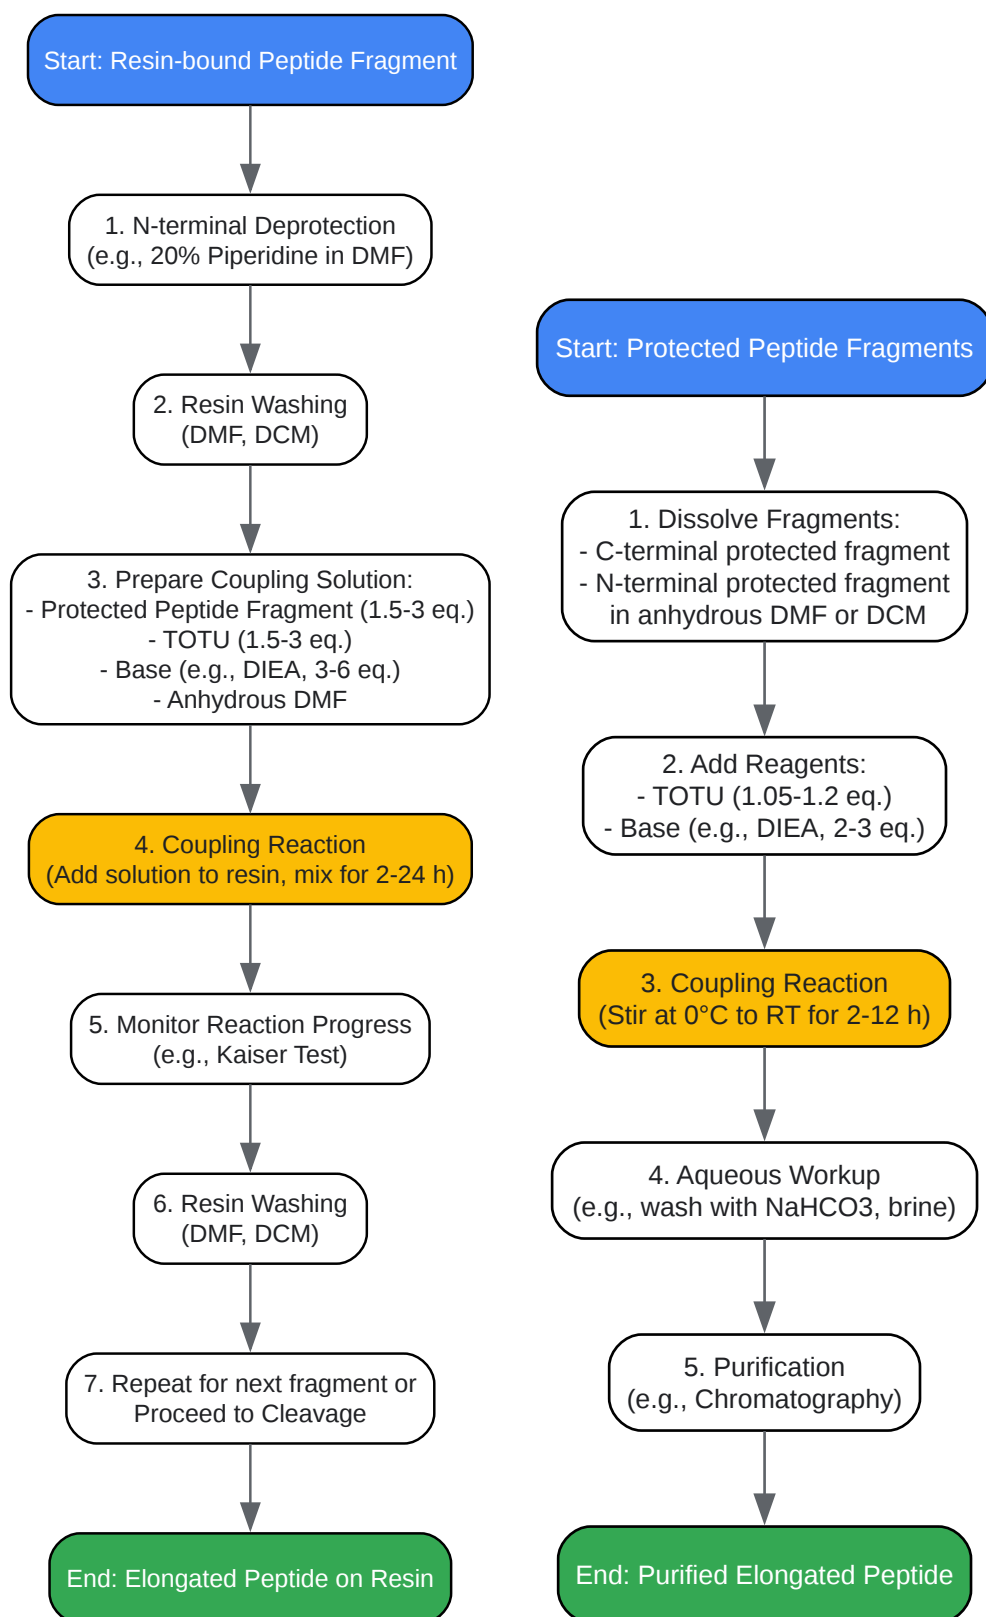 Start: Resin-bound Peptide Fragment
1. N-terminal Deprotection
(e.g., 20% Piperidine in DMF)
2. Resin Washing
(DMF, DCM)
3. Prepare Coupling Solution:
- Protected Peptide Fragment (1.5-3 eq.)
- TOTU (1.5-3 eq.)
- Base (e.g., DIEA, 3-6 eq.)
- Anhydrous DMF
4. Coupling Reaction
(Add solution to resin, mix for 2-24 h)
5. Monitor Reaction Progress
(e.g., Kaiser Test)
6. Resin Washing
(DMF, DCM)
7. Repeat for next fragment or
Proceed to Cleavage
End: Elongated Peptide on Resin
Start: Protected Peptide Fragments
1. Dissolve Fragments:
- C-terminal protected fragment
- N-terminal protected fragment
in anhydrous DMF or DCM
2. Add Reagents:
- TOTU (1.05-1.2 eq.)
- Base (e.g., DIEA, 2-3 eq.)
3. Coupling Reaction
(Stir at 0°C to RT for 2-12 h)
4. Aqueous Workup
(e.g., wash with NaHCO3, brine)
5. Purification
(e.g., Chromatography)
End: Purified Elongated Peptide